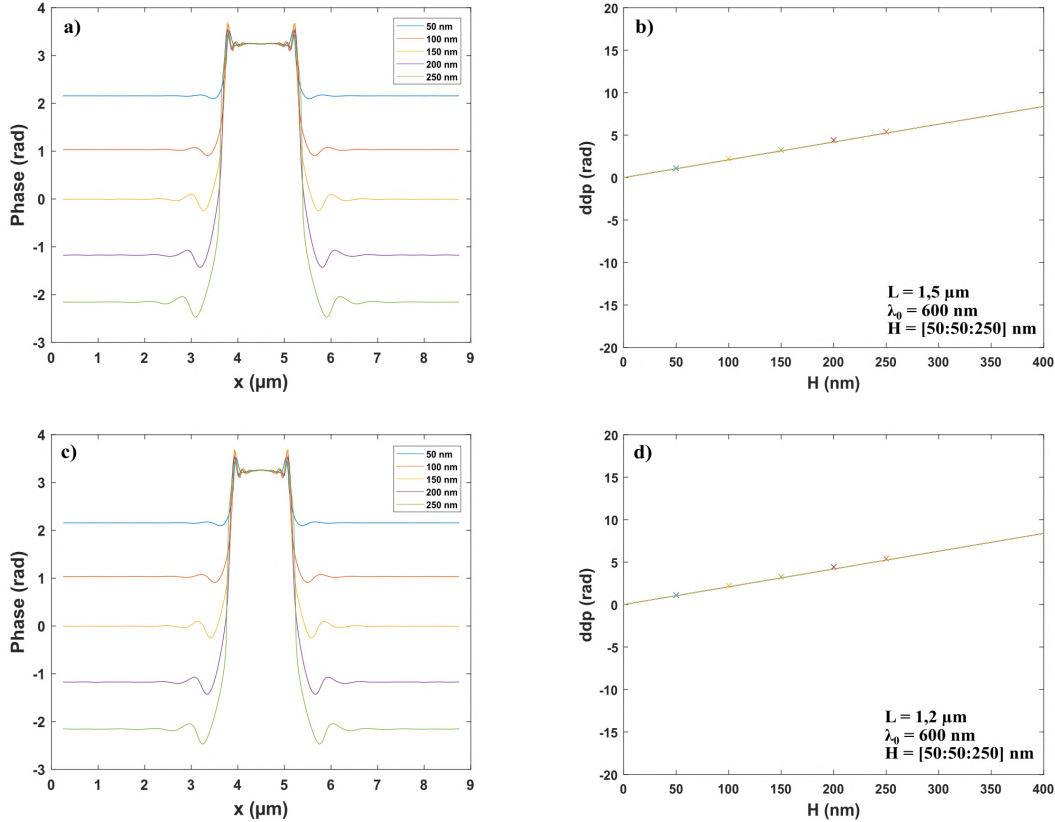 a)
4
3
2
1
0
-1
-2
-3
0 1 2 3 4 5 6 7 8 9
Phase (rad)
x (µm)
50 nm
100 nm
150 nm
200 nm
250 nm
b)
20
15
10
5
0
-5
-10
-15
-20
0 50 100 150 200 250 300 350 400
ddp (rad)
H (nm)
L = 1,5 µm
λ₀ = 600 nm
H = [50:50:250] nm
c)
4
3
2
1
0
-1
-2
-3
0 1 2 3 4 5 6 7 8 9
Phase (rad)
x (µm)
50 nm
100 nm
150 nm
200 nm
250 nm
d)
20
15
10
5
0
-5
-10
-15
-20
0 50 100 150 200 250 300 350 400
ddp (rad)
H (nm)
L = 1,2 µm
λ₀ = 600 nm
H = [50:50:250] nm